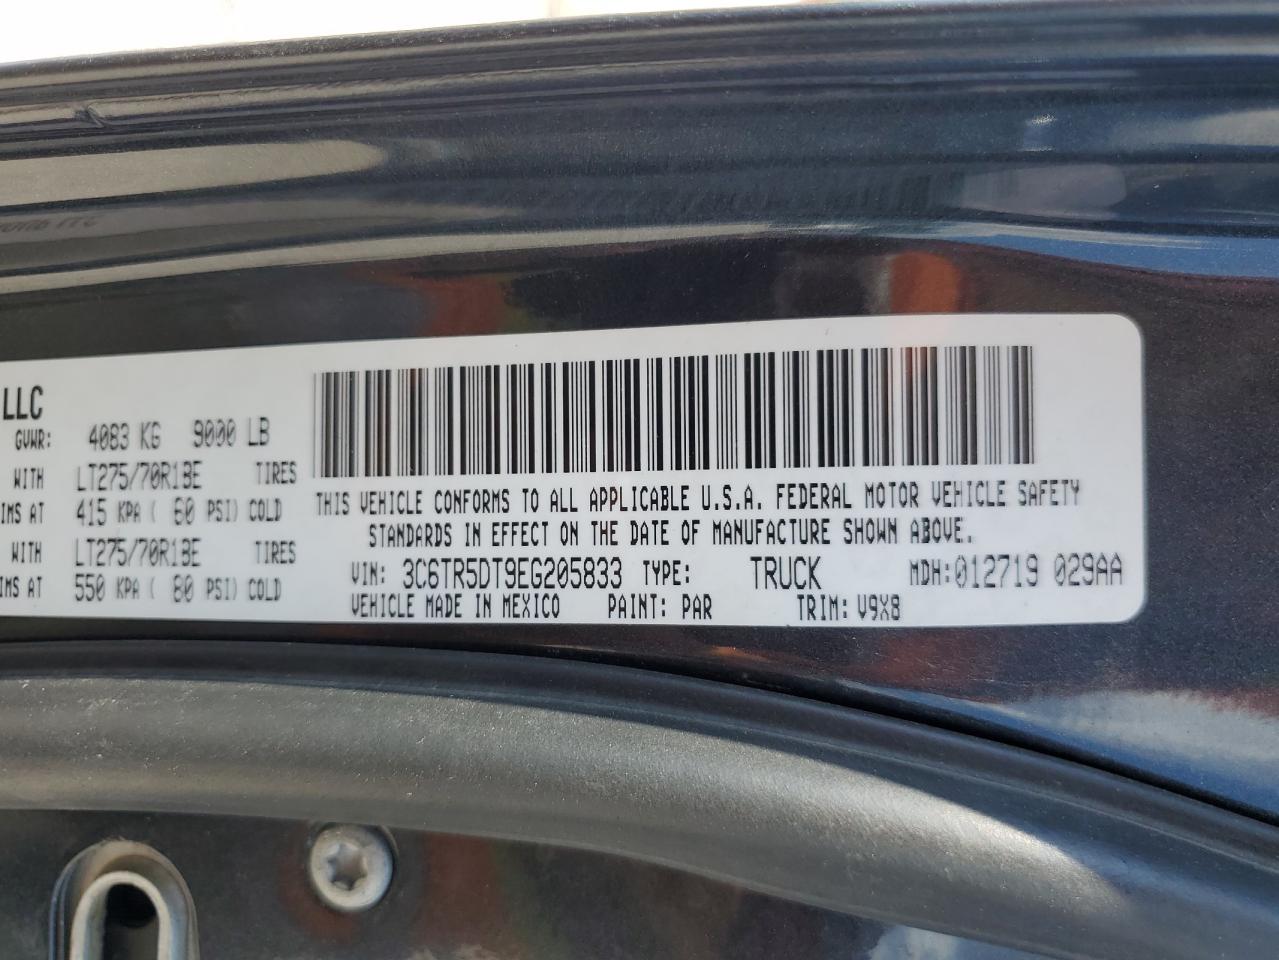 LLC
GVWR: 4083 KG 9000 LB
WITH LT275/70R18E TIRES
IMS AT 415 KPA ( 60 PSI) COLD
WITH LT275/70R18E TIRES
IMS AT 550 KPA ( 80 PSI) COLD
THIS VEHICLE CONFORMS TO ALL APPLICABLE U.S.A. FEDERAL MOTOR VEHICLE SAFETY
STANDARDS IN EFFECT ON THE DATE OF MANUFACTURE SHOWN ABOVE.
VIN: 3C6TR5DT9EG205833 TYPE: TRUCK MDH:012719 029AA
VEHICLE MADE IN MEXICO PAINT: PAR TRIM: V9X8